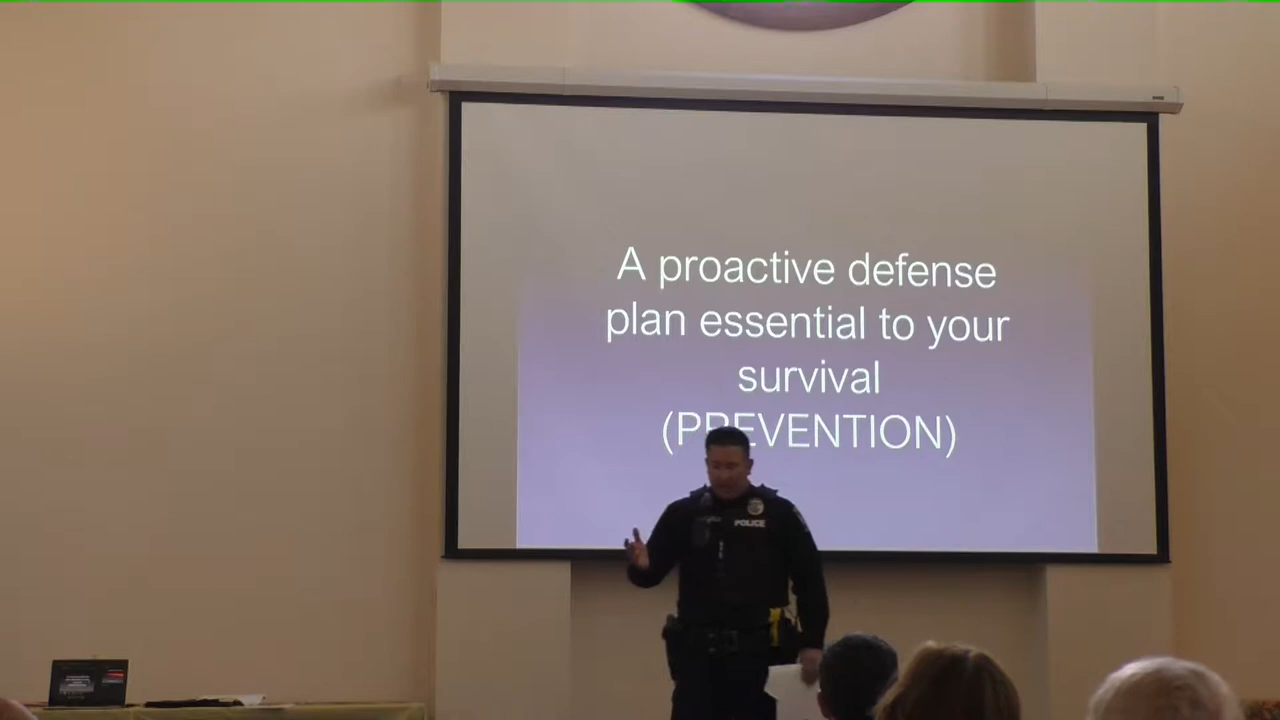 A proactive defense
plan essential to your
survival
(PREVENTION)
POLICE